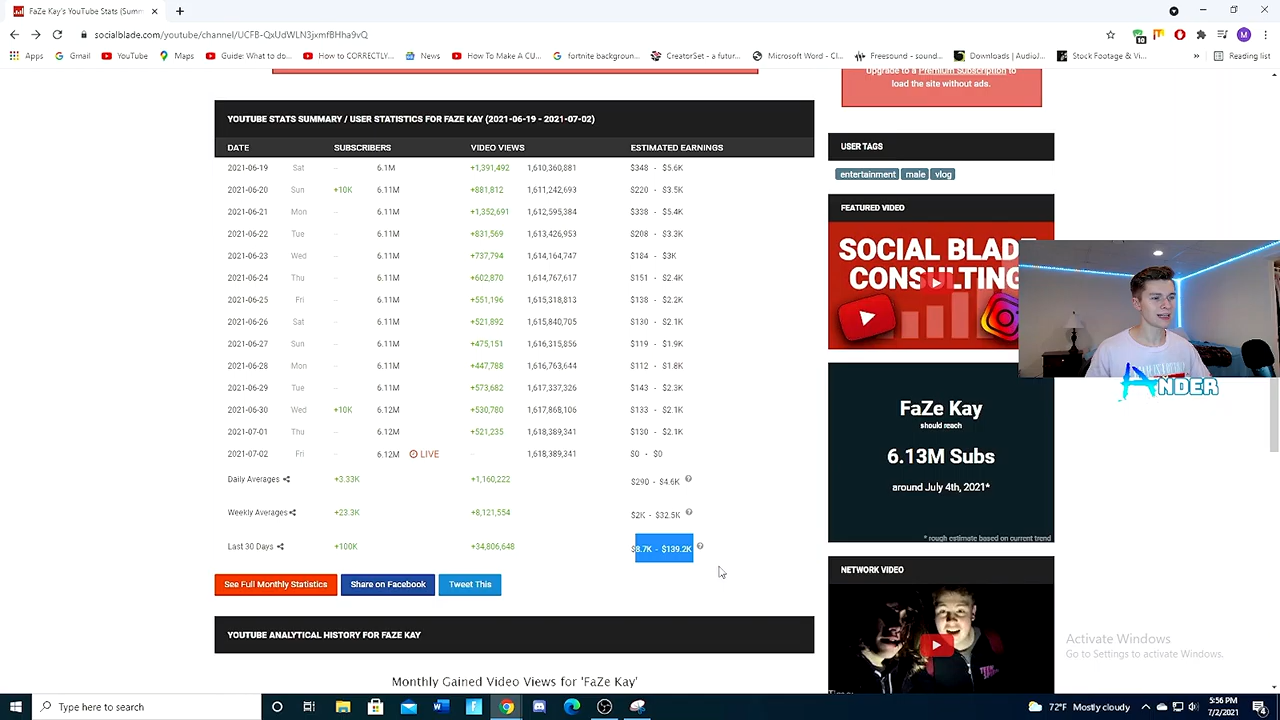 FaZe Kay's YouTube Stats (Summ
socialblade.com/youtube/channel/UCFB-QxUdWLN3jxmfBHha9vQ
10
M
Apps
Gmail
YouTube
Maps
Guide: What to do...
How to CORRECTLY...
News
How To Make A CU...
fortnite background...
CreatorSet - a futur...
Microsoft Word - Cl...
Freesound - sound...
Downloads | AudioJ...
Stock Footage & Vi...
»
Reading list
Upgrade to a Premium Subscription to
load the site without ads.
YOUTUBE STATS SUMMARY / USER STATISTICS FOR FAZE KAY (2021-06-19 - 2021-07-02)
DATE SUBSCRIBERS VIDEO VIEWS ESTIMATED EARNINGS
2021-06-19 Sat -- 6.1M +1,391,492 1,610,360,881 $348 - $5.6K
2021-06-20 Sun +10K 6.11M +881,812 1,611,242,693 $220 - $3.5K
2021-06-21 Mon -- 6.11M +1,352,691 1,612,595,384 $338 - $5.4K
2021-06-22 Tue -- 6.11M +831,569 1,613,426,953 $208 - $3.3K
2021-06-23 Wed -- 6.11M +737,794 1,614,164,747 $184 - $3K
2021-06-24 Thu -- 6.11M +602,870 1,614,767,617 $151 - $2.4K
2021-06-25 Fri -- 6.11M +551,196 1,615,318,813 $138 - $2.2K
2021-06-26 Sat -- 6.11M +521,892 1,615,840,705 $130 - $2.1K
2021-06-27 Sun -- 6.11M +475,151 1,616,315,856 $119 - $1.9K
2021-06-28 Mon -- 6.11M +447,788 1,616,763,644 $112 - $1.8K
2021-06-29 Tue -- 6.11M +573,682 1,617,337,326 $143 - $2.3K
2021-06-30 Wed +10K 6.12M +530,780 1,617,868,106 $133 - $2.1K
2021-07-01 Thu -- 6.12M +521,235 1,618,389,341 $130 - $2.1K
2021-07-02 Fri 6.12M LIVE -- 1,618,389,341 $0 - $0
Daily Averages +3.33K +1,160,222 $290 - $4.6K
Weekly Averages +23.3K +8,121,554 $2K - $32.5K
Last 30 Days +100K +34,806,648 $8.7K - $139.2K
See Full Monthly Statistics
Share on Facebook
Tweet This
YOUTUBE ANALYTICAL HISTORY FOR FAZE KAY
Monthly Gained Video Views for 'FaZe Kay'
USER TAGS
entertainment male vlog
FEATURED VIDEO
SOCIAL BLADE
CONSULTING
ANDER
FaZe Kay
should reach
6.13M Subs
around July 4th, 2021*
* rough estimate based on current trend
NETWORK VIDEO
Activate Windows
Go to Settings to activate Windows.
Type here to search
72°F Mostly cloudy
5:56 PM
7/2/2021